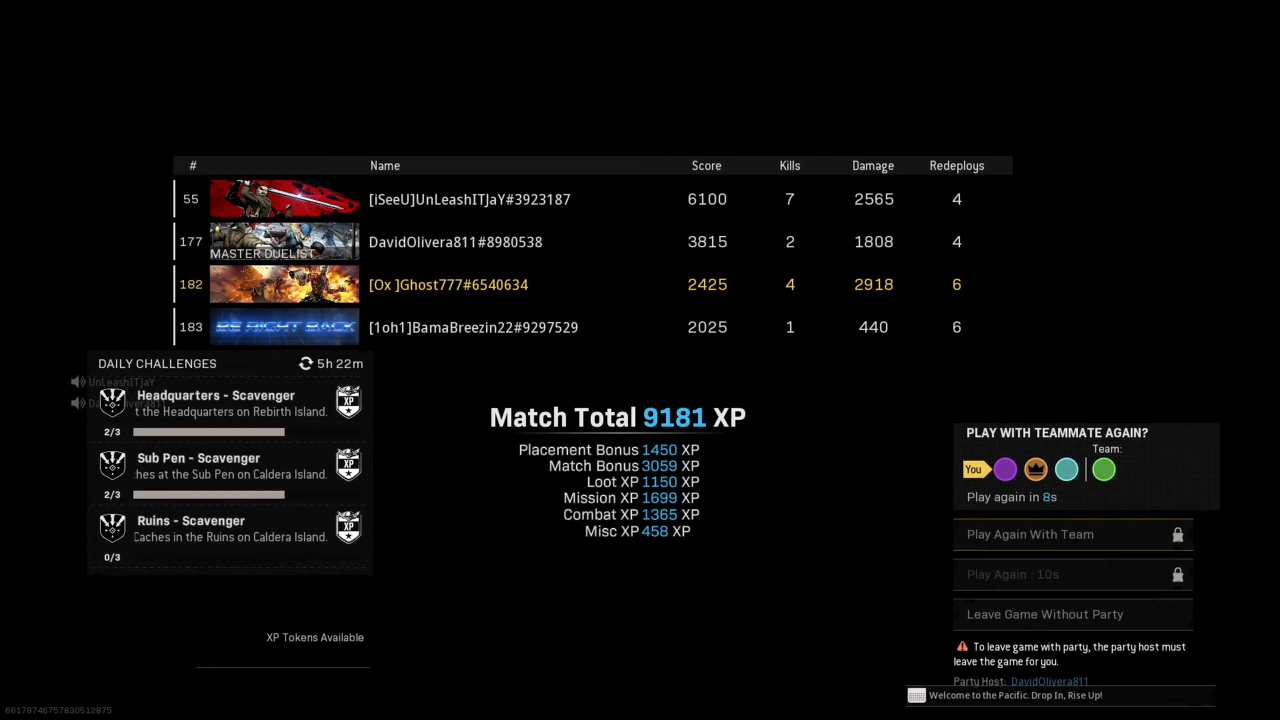 # Name Score Kills Damage Redeploys
55 [iSeeU]UnLeashITJaY#3923187 6100 7 2565 4
177 MASTER DUELIST DavidOlivera811#8980538 3815 2 1808 4
182 [Ox ]Ghost777#6540634 2425 4 2918 6
183 BE RIGHT BACK [1oh1]BamaBreezin22#9297529 2025 1 440 6
DAILY CHALLENGES 5h 22m
UnLeashITJaY
Headquarters - Scavenger
t the Headquarters on Rebirth Island.
2/3
XP
Sub Pen - Scavenger
hes at the Sub Pen on Caldera Island.
2/3
XP
Ruins - Scavenger
Caches in the Ruins on Caldera Island.
0/3
XP
XP Tokens Available
Match Total 9181 XP
Placement Bonus 1450 XP
Match Bonus 3059 XP
Loot XP 1150 XP
Mission XP 1699 XP
Combat XP 1365 XP
Misc XP 458 XP
PLAY WITH TEAMMATE AGAIN?
Team:
You
Play again in 8s
Play Again With Team
Play Again : 10s
Leave Game Without Party
To leave game with party, the party host must
leave the game for you.
Party Host: DavidOlivera811
Welcome to the Pacific. Drop In, Rise Up!
66178746757830512875